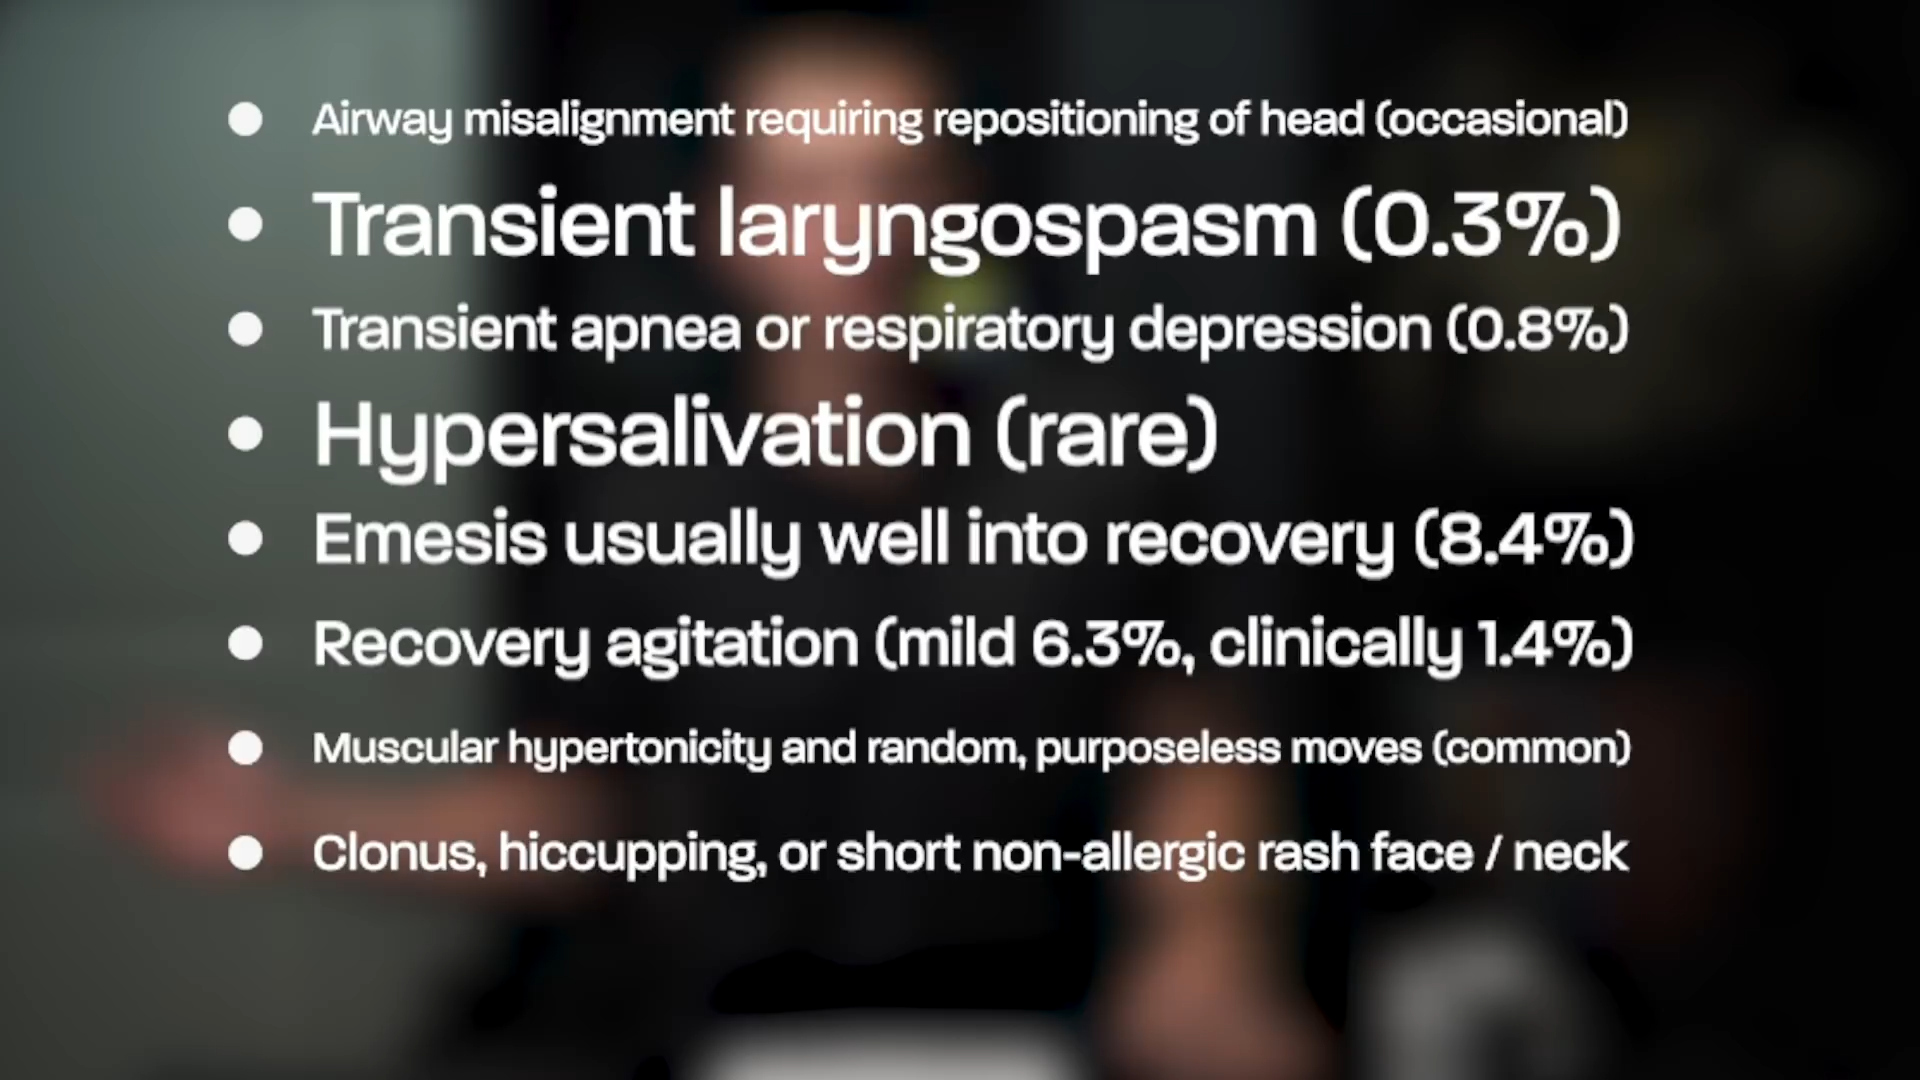 Airway misalignment requiring repositioning of head (occasional)
Transient laryngospasm (0.3%)
Transient apnea or respiratory depression (0.8%)
Hypersalivation (rare)
Emesis usually well into recovery (8.4%)
Recovery agitation (mild 6.3%, clinically 1.4%)
Muscular hypertonicity and random, purposeless moves (common)
Clonus, hiccupping, or short non-allergic rash face / neck